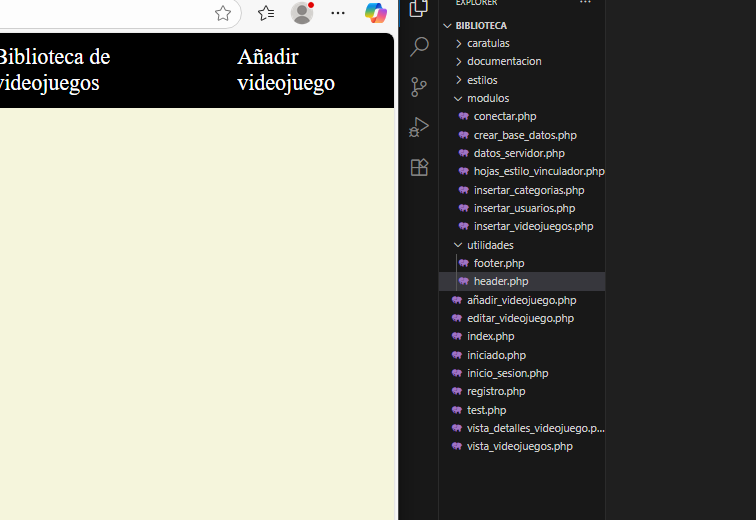 Biblioteca de
videojuegos
Añadir
videojuego
EXPLORER
BIBLIOTECA
caratulas
documentacion
estilos
modulos
conectar.php
crear_base_datos.php
datos_servidor.php
hojas_estilo_vinculador.php
insertar_categorias.php
insertar_usuarios.php
insertar_videojuegos.php
utilidades
footer.php
header.php
añadir_videojuego.php
editar_videojuego.php
index.php
iniciado.php
inicio_sesion.php
registro.php
test.php
vista_detalles_videojuego.p...
vista_videojuegos.php